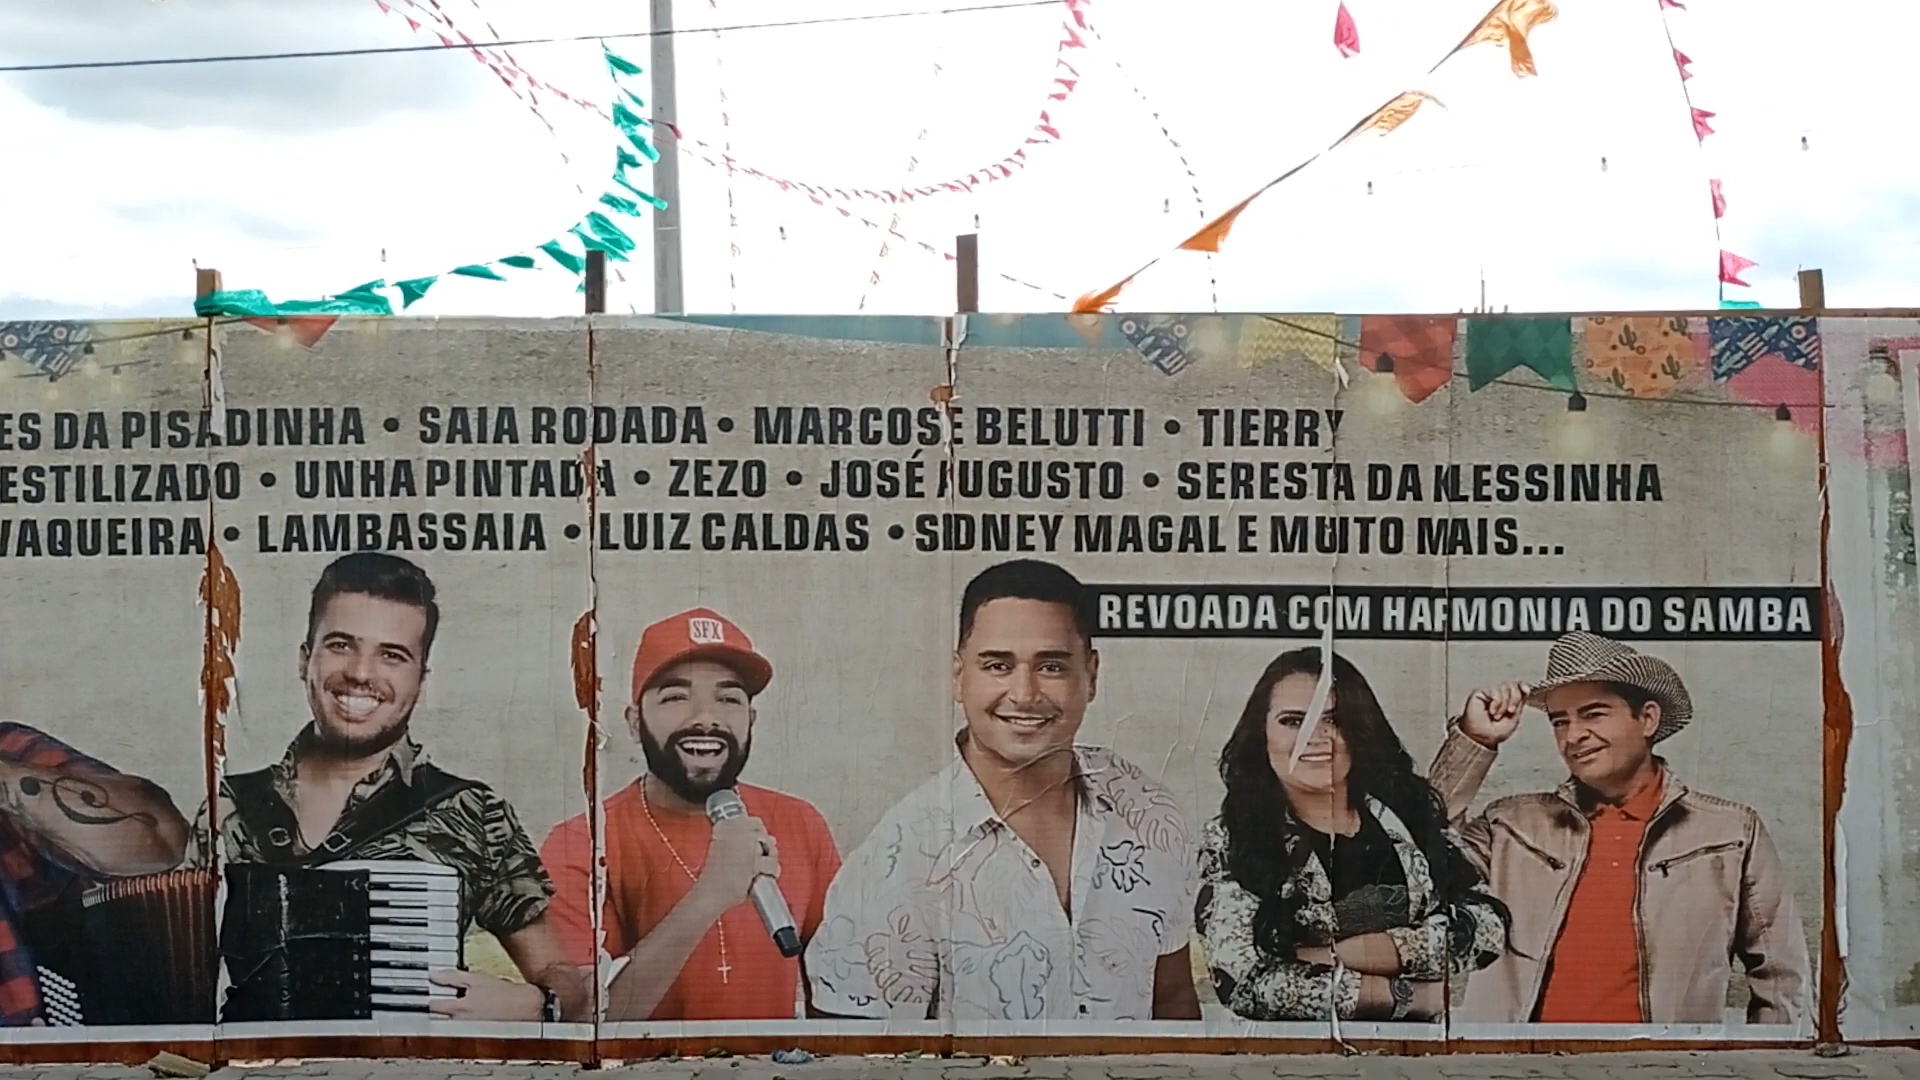 ES DA PISADINHA • SAIA RODADA • MARCOS E BELUTTI • TIERRY
ESTILIZADO • UNHA PINTADA • ZEZO • JOSÉ AUGUSTO • SERESTA DA KLESSINHA
VAQUEIRA • LAMBASSAIA • LUIZ CALDAS • SIDNEY MAGAL E MUITO MAIS...
REVOADA COM HARMONIA DO SAMBA
SFX